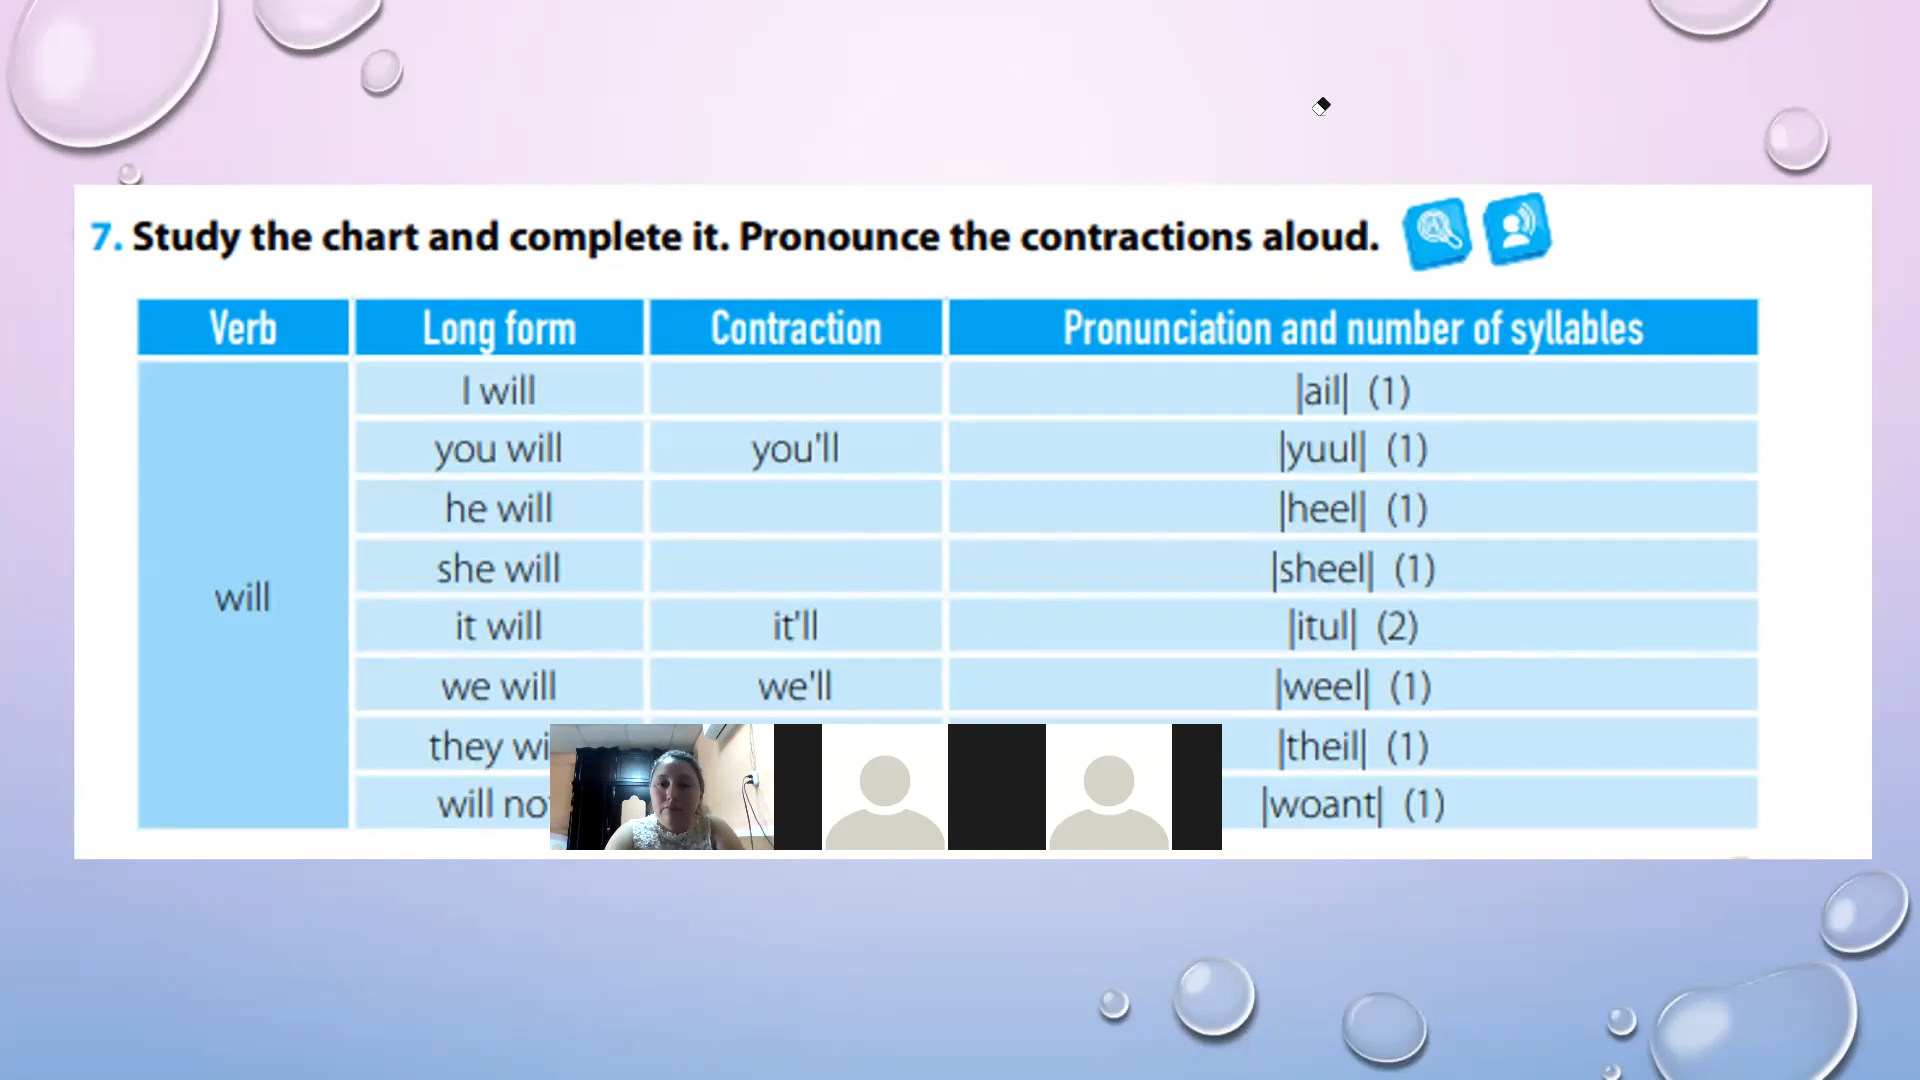 7. Study the chart and complete it. Pronounce the contractions aloud.
Verb Long form Contraction Pronunciation and number of syllables
will
I will |ail| (1)
you will you'll |yuul| (1)
he will |heel| (1)
she will |sheel| (1)
it will it'll |itul| (2)
we will we'll |weel| (1)
they |theil| (1)
will |woant| (1)